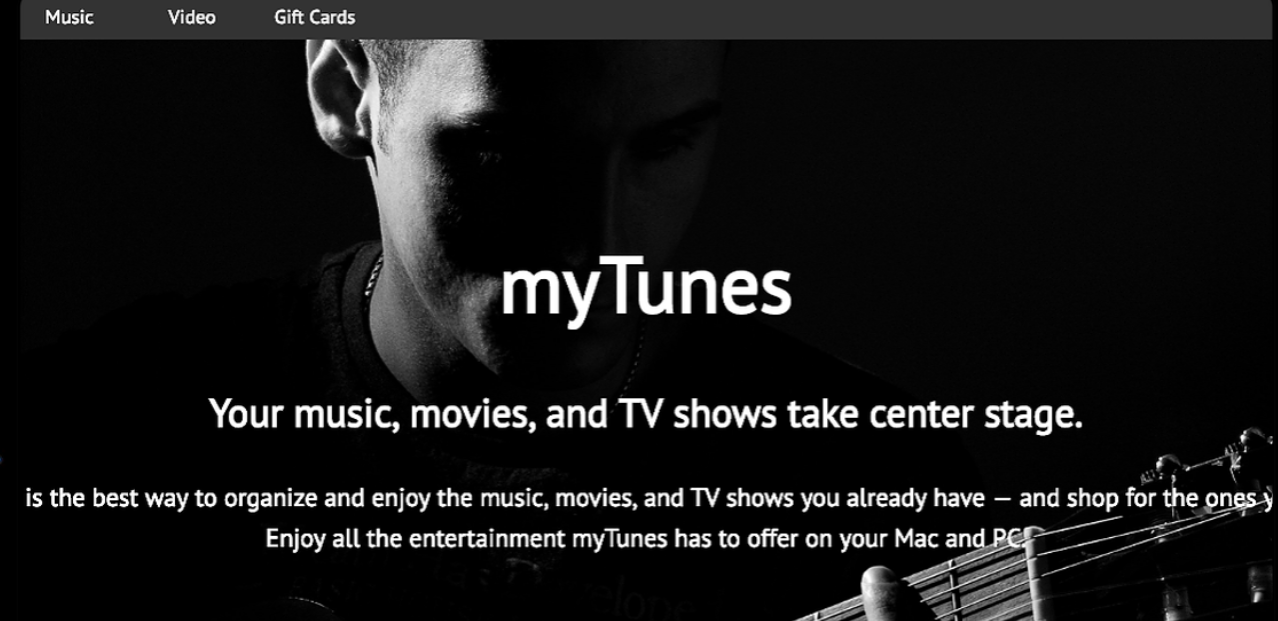 Music Video Gift Cards
myTunes
Your music, movies, and TV shows take center stage.
is the best way to organize and enjoy the music, movies, and TV shows you already have — and shop for the ones
Enjoy all the entertainment myTunes has to offer on your Mac and PC.